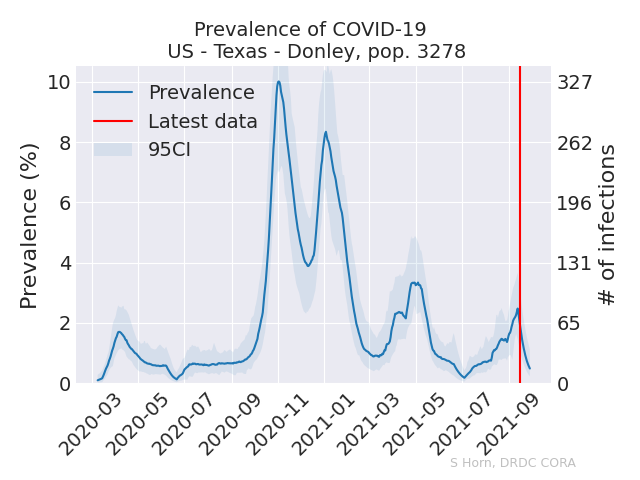 Prevalence of COVID-19
US - Texas - Donley, pop. 3278
Prevalence
Latest data
95CI
Prevalence (%)
10
8
6
4
2
0
327
262
196
131
65
0
# of infections
2020-03
2020-05
2020-07
2020-09
2020-11
2021-01
2021-03
2021-05
2021-07
2021-09
S Horn, DRDC CORA